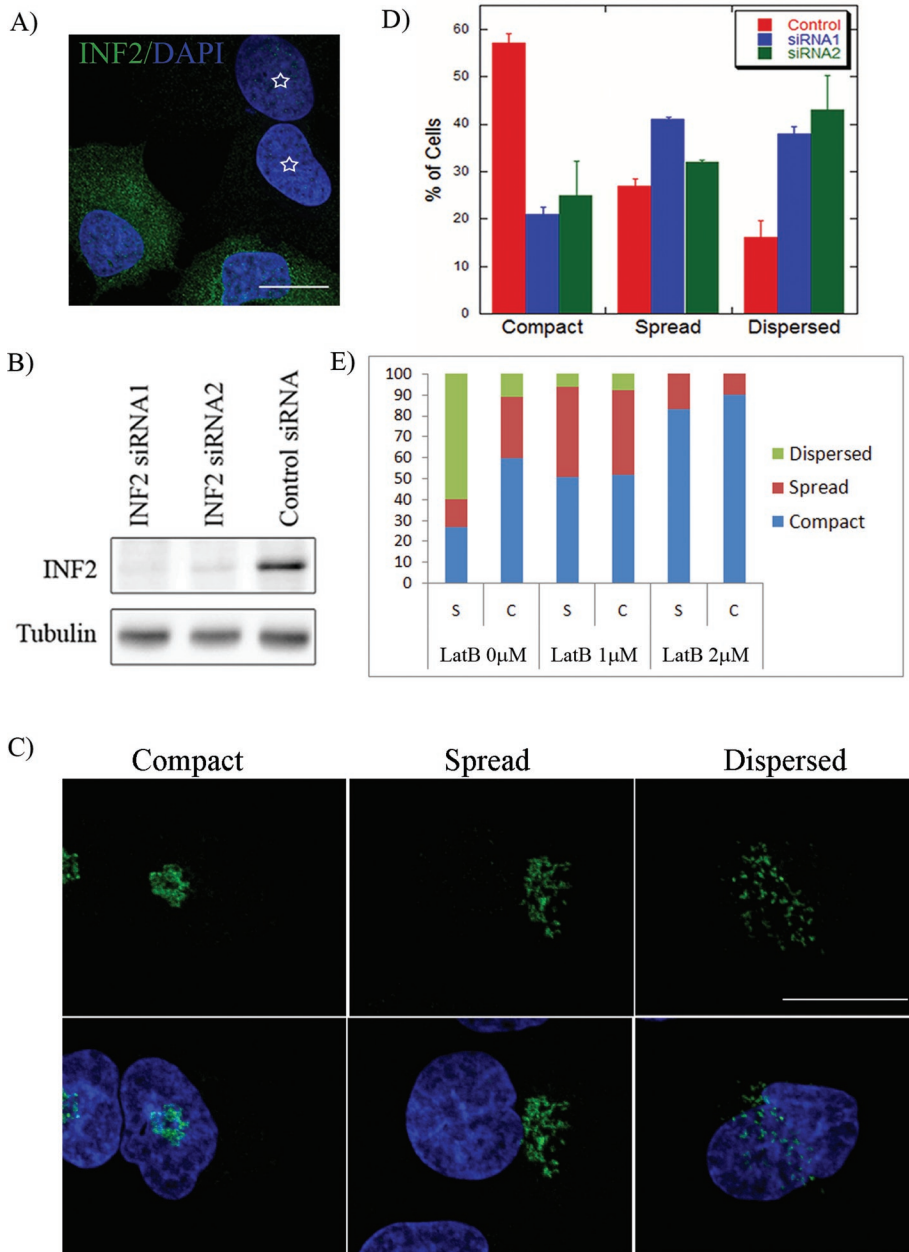 A)
INF2/DAPI
B)
INF2 siRNA1
INF2 siRNA2
Control siRNA
INF2
Tubulin
D)
% of Cells
60
50
40
30
20
10
0
Control
siRNA1
siRNA2
Compact Spread Dispersed
E)
100
90
80
70
60
50
40
30
20
10
0
Dispersed
Spread
Compact
S C S C S C
LatB 0μM LatB 1μM LatB 2μM
C)
Compact Spread Dispersed